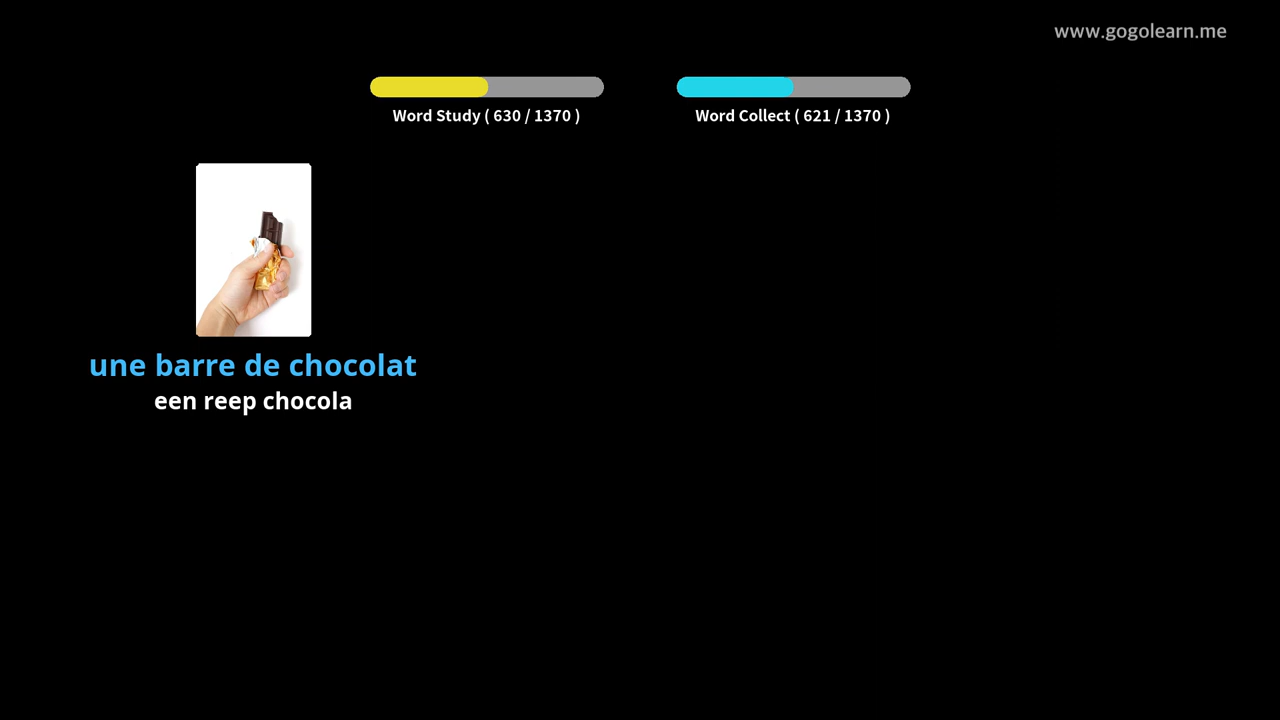 www.gogolearn.me
Word Study ( 630 / 1370 )
Word Collect ( 621 / 1370 )
une barre de chocolat
een reep chocola